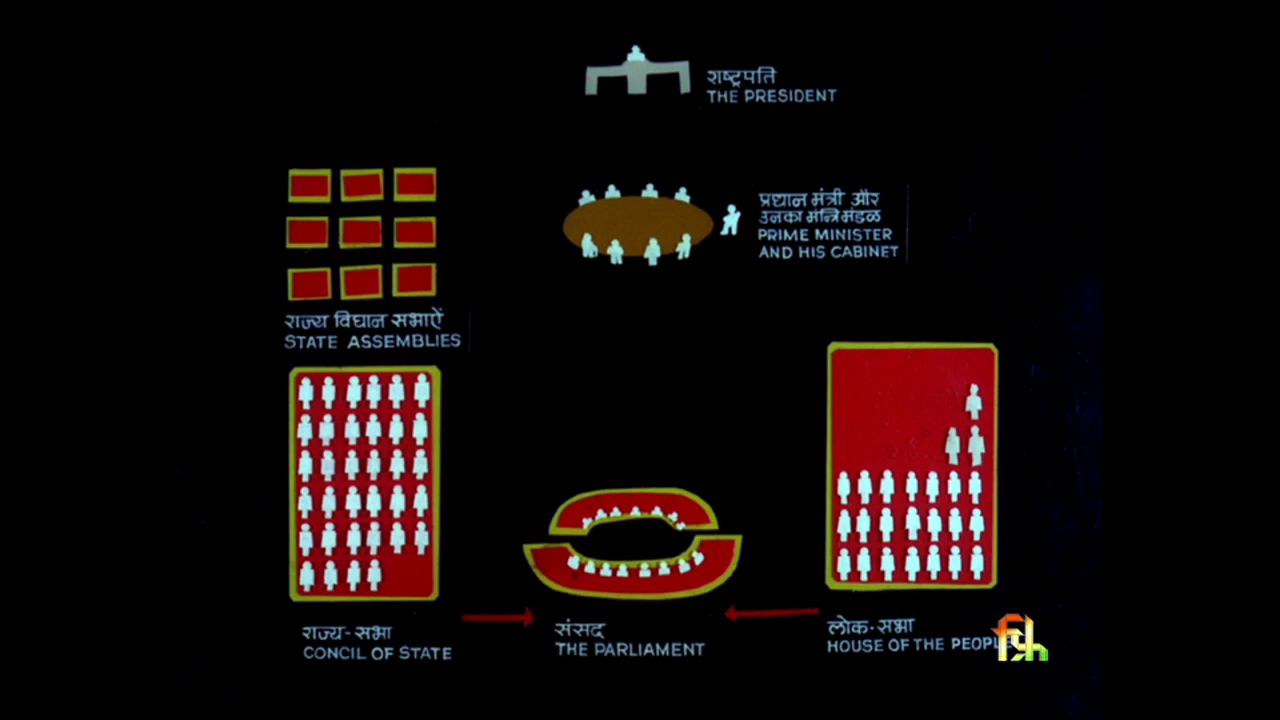 राष्ट्रपति
THE PRESIDENT
प्रधान मंत्री और
उनका मंन्त्रिमंडल
PRIME MINISTER
AND HIS CABINET
राज्य विधान सभाऐं
STATE ASSEMBLIES
राज्य-सभा
CONCIL OF STATE
संसद
THE PARLIAMENT
लोक-सभा
HOUSE OF THE PEOPLE